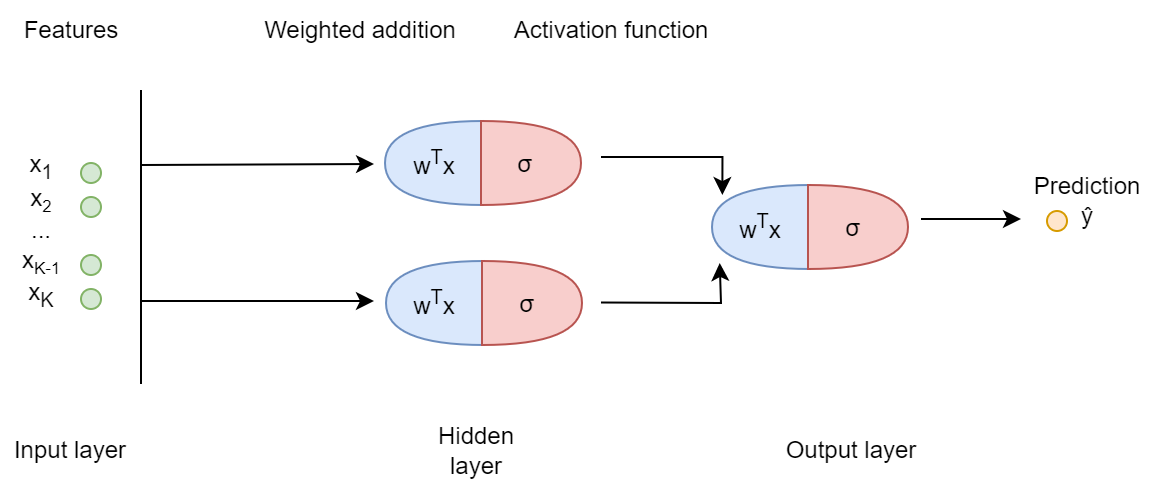 Features
Weighted addition
Activation function
x1
x2
...
xK-1
xK
wTx
σ
wTx
σ
wTx
σ
Prediction
ŷ
Input layer
Hidden
layer
Output layer